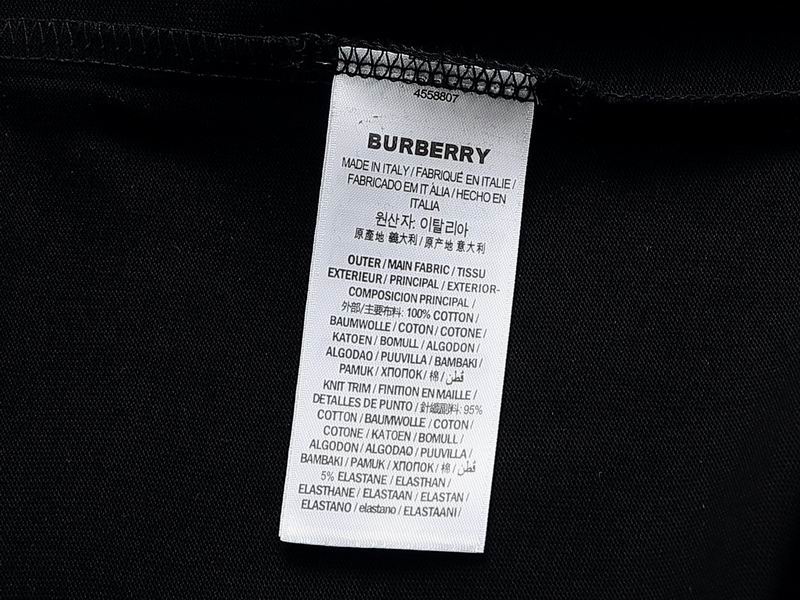 4558807
BURBERRY
MADE IN ITALY / FABRIQUÉ EN ITALIE /
FABRICADO EM ITÁLIA / HECHO EN
ITALIA
원산자: 이탈리아
原產地 義大利 / 原产地 意大利
OUTER / MAIN FABRIC / TISSU
EXTERIEUR / PRINCIPAL / EXTERIOR-
COMPOSICION PRINCIPAL /
外部/主要布料: 100% COTTON /
BAUMWOLLE / COTON / COTONE /
KATOEN / BOMULL / ALGODON /
ALGODAO / PUUVILLA / BAMBAKI /
PAMUK / ХЛОПОК / 棉 / قطن
KNIT TRIM / FINITION EN MAILLE /
DETALLES DE PUNTO / 針織副料: 95%
COTTON / BAUMWOLLE / COTON /
COTONE / KATOEN / BOMULL /
ALGODON / ALGODAO / PUUVILLA /
BAMBAKI / PAMUK / ХЛОПОК / 棉 / قطن
5% ELASTANE / ELASTHAN /
ELASTHANE / ELASTAAN / ELASTAN /
ELASTANO / elastano / ELASTAANI /